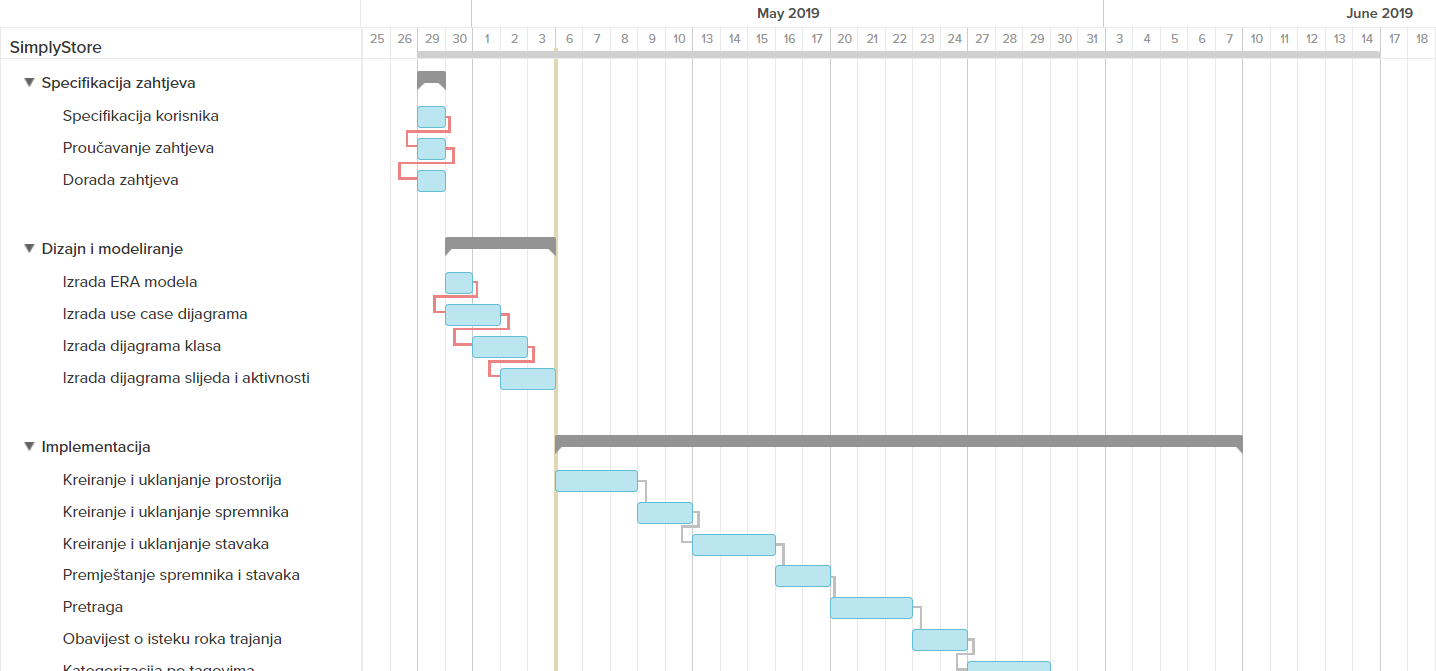 May 2019 June 2019
25 26 29 30 1 2 3 6 7 8 9 10 13 14 15 16 17 20 21 22 23 24 27 28 29 30 31 3 4 5 6 7 10 11 12 13 14 17 18
SimplyStore
Specifikacija zahtjeva
Specifikacija korisnika
Proučavanje zahtjeva
Dorada zahtjeva
Dizajn i modeliranje
Izrada ERA modela
Izrada use case dijagrama
Izrada dijagrama klasa
Izrada dijagrama slijeda i aktivnosti
Implementacija
Kreiranje i uklanjanje prostorija
Kreiranje i uklanjanje spremnika
Kreiranje i uklanjanje stavaka
Premještanje spremnika i stavaka
Pretraga
Obavijest o isteku roka trajanja
Kategorizacija po tagovima